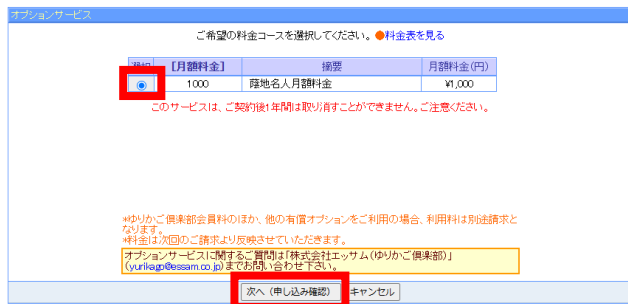 オプションサービス
ご希望の料金コースを選択してください。●料金表を見る
選択 [月額料金] 摘要 月額料金(円)
1000 蔭地名人月額料金 ¥1,000
このサービスは、ご契約後1年間は取り消すことができません。ご注意ください。
*ゆりかご倶楽部会員料のほか、他の有償オプションをご利用の場合、利用料は別途請求と
なります。
*料金は次回のご請求より反映させていただきます。
オプションサービスに関するご質問は「株式会社エッサム(ゆりかご倶楽部)」
(yurikago@essam.co.jp)までお問い合わせ下さい。
次へ（申し込み確認） キャンセル